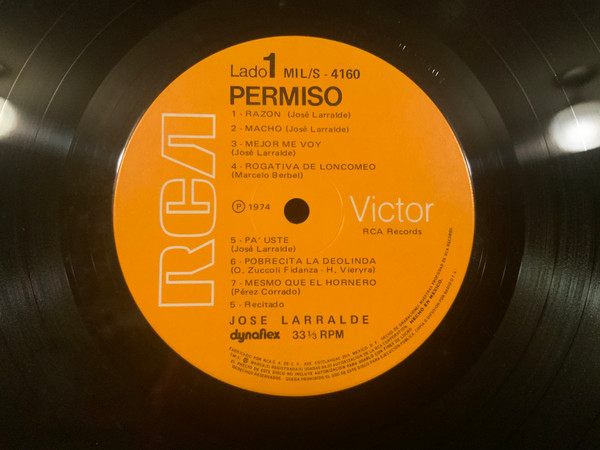 Lado 1 MIL/S - 4160
PERMISO
1 - RAZON (José Larralde)
2 - MACHO (José Larralde)
3 - MEJOR ME VOY
(José Larralde)
4 - ROGATIVA DE LONCOMEO
(Marcelo Berbel)
RCA
℗ 1974
Victor
RCA Records
5 - PA' USTE
(José Larralde)
6 - POBRECITA LA DEOLINDA
(O, Zuccoli Fidanza - H. Vieryra)
7 - MESMO QUE EL HORNERO
(Pérez Corrado)
5 - Recitado
JOSE LARRALDE
dynaflex 33⅓ RPM
HECHO EN MEXICO